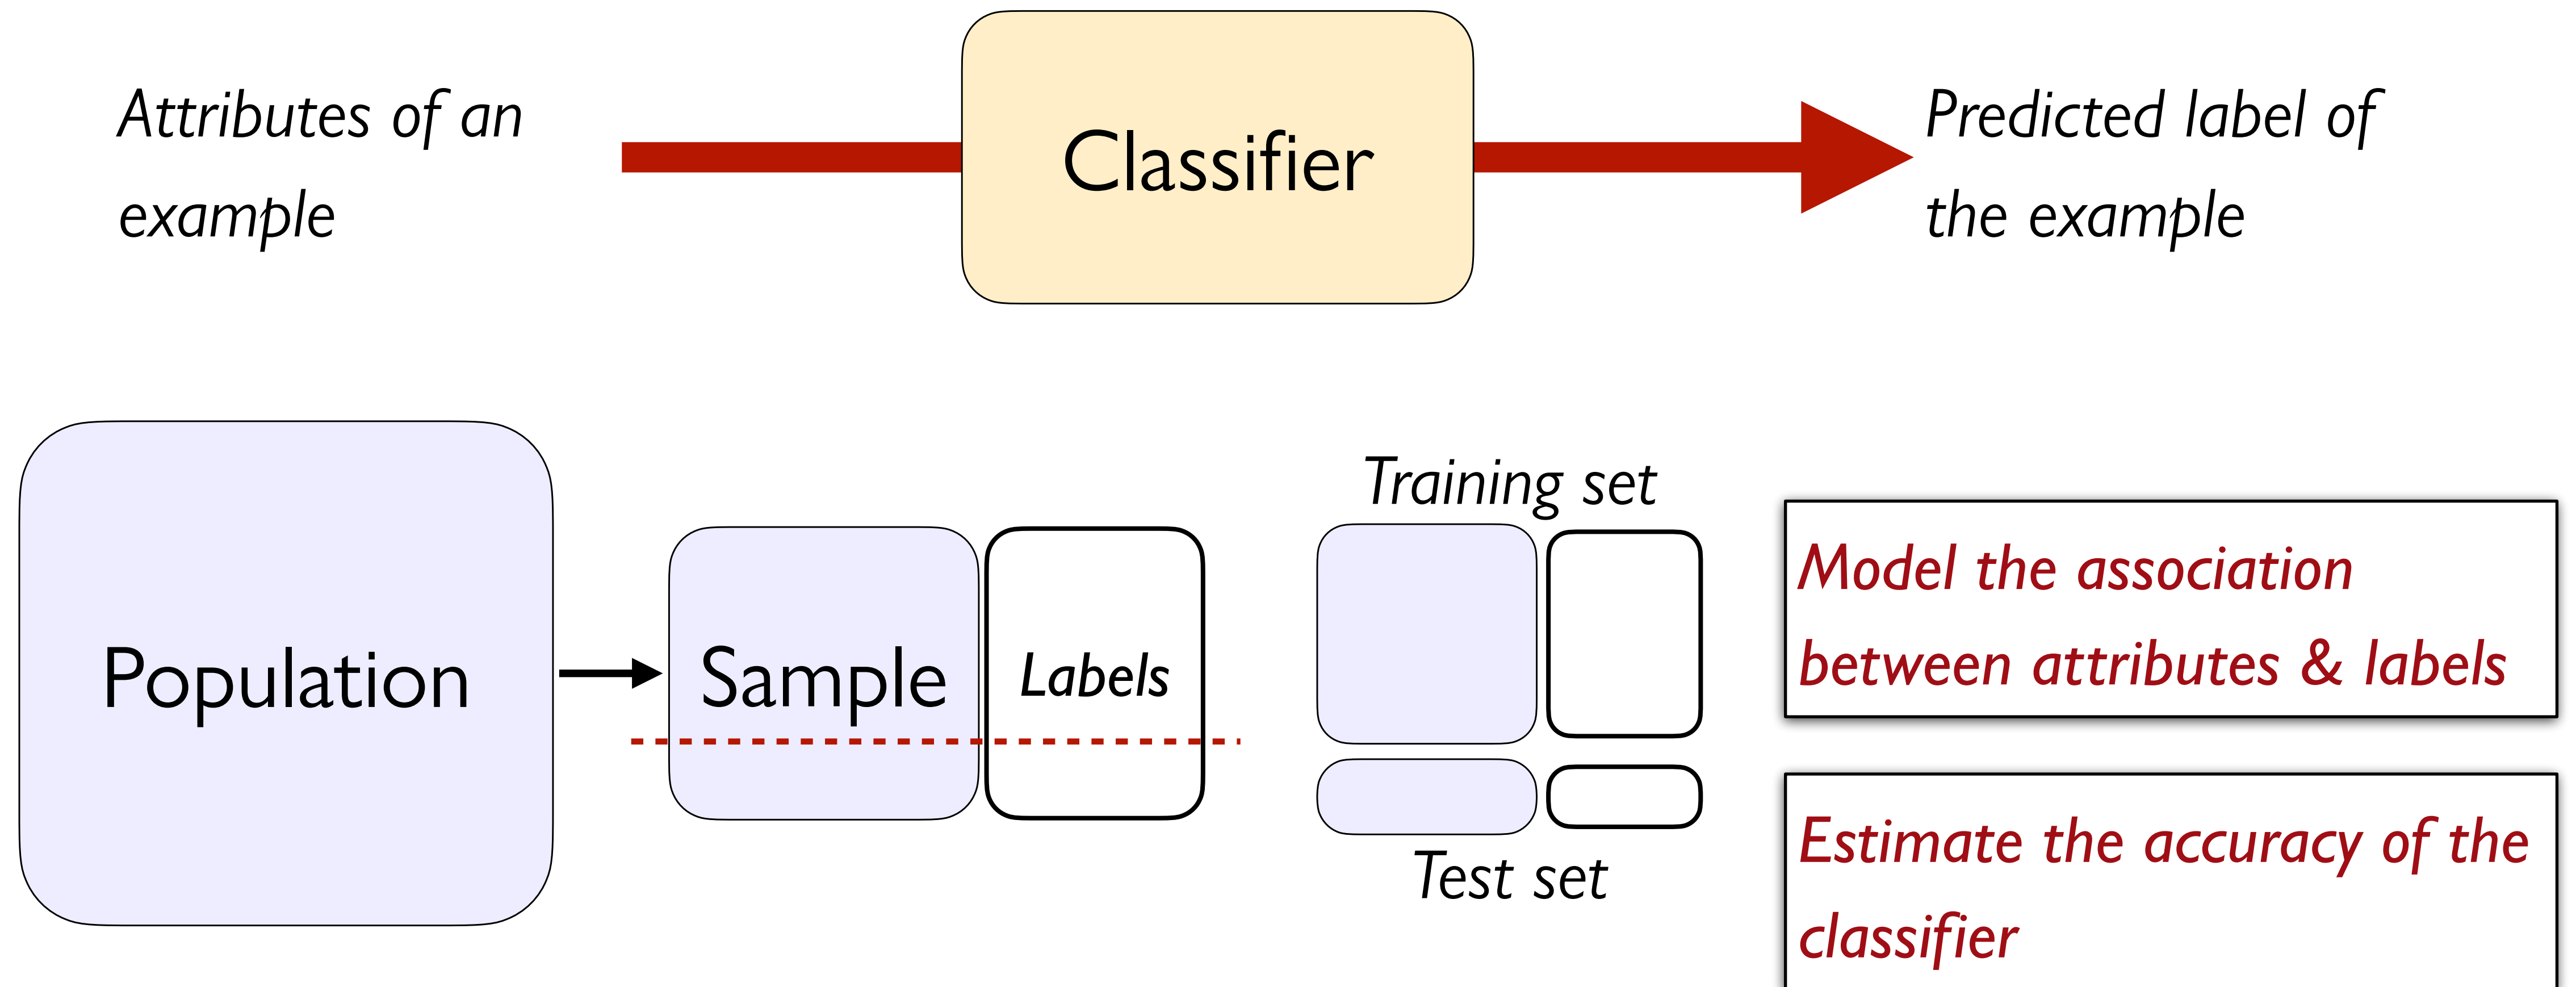 Attributes of an
example
Classifier
Predicted label of
the example
Population
Sample
Labels
Training set
Test set
Model the association
between attributes & labels
Estimate the accuracy of the
classifier